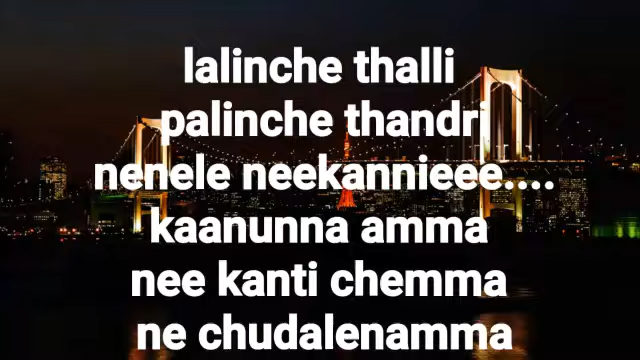 lalinche thalli
palinche thandri
nenele neekannieee....
kaanunna amma
nee kanti chemma
ne chudalenamma